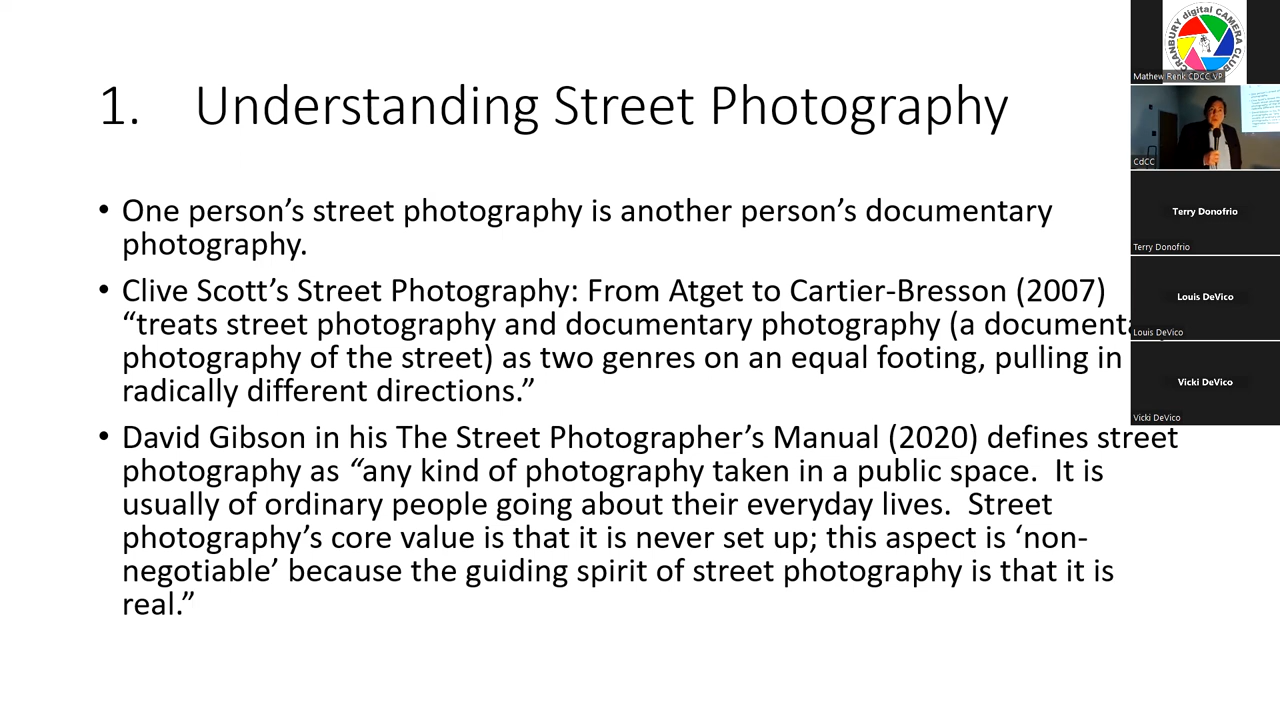 1. Understanding Street Photography
• One person’s street photography is another person’s documentary
photography.
• Clive Scott’s Street Photography: From Atget to Cartier-Bresson (2007)
“treats street photography and documentary photography (a documenta
photography of the street) as two genres on an equal footing, pulling in
radically different directions.”
• David Gibson in his The Street Photographer’s Manual (2020) defines street
photography as “any kind of photography taken in a public space. It is
usually of ordinary people going about their everyday lives. Street
photography’s core value is that it is never set up; this aspect is ‘non-
negotiable’ because the guiding spirit of street photography is that it is
real.”
CRANBURY digital CAMERA CLUB
Mathew Renk CDCC VP
CdCC
Terry Donofrio
Terry Donofrio
Louis DeVico
Louis DeVico
Vicki DeVico
Vicki DeVico